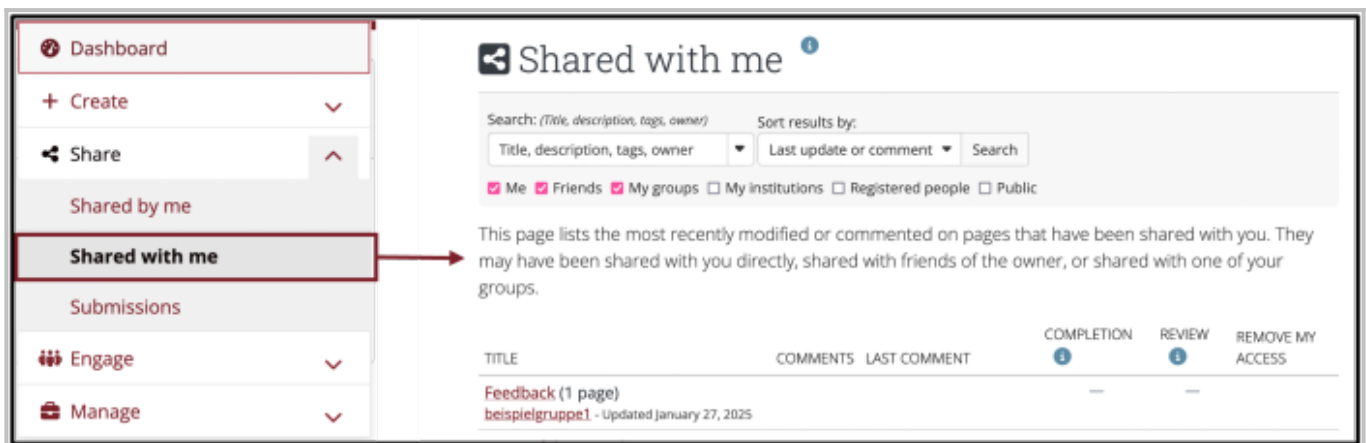 Dashboard
Create
Share
Shared by me
Shared with me
Submissions
Engage
Manage
Shared with me
Search: (Title, description, tags, owner)
Sort results by:
Title, description, tags, owner
Last update or comment
Search
Me Friends My groups My institutions Registered people Public
This page lists the most recently modified or commented on pages that have been shared with you. They
may have been shared with you directly, shared with friends of the owner, or shared with one of your
groups.
TITLE
COMMENTS
LAST COMMENT
COMPLETION
REVIEW
REMOVE MY
ACCESS
Feedback (1 page)
beispielgruppe1 - Updated January 27, 2025